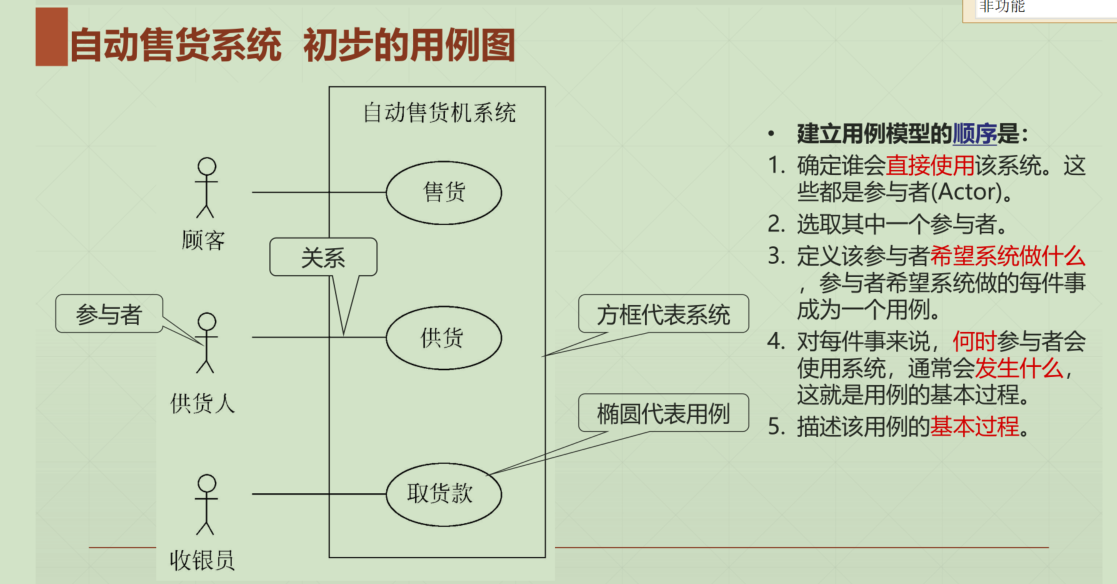 非功能
自动售货系统 初步的用例图
自动售货机系统
售货
顾客
关系
参与者
供货
供货人
方框代表系统
椭圆代表用例
取货款
收银员
• 建立用例模型的顺序是：
1. 确定谁会直接使用该系统。这
些都是参与者(Actor)。
2. 选取其中一个参与者。
3. 定义该参与者希望系统做什么
，参与者希望系统做的每件事
成为一个用例。
4. 对每件事来说，何时参与者会
使用系统，通常会发生什么，
这就是用例的基本过程。
5. 描述该用例的基本过程。